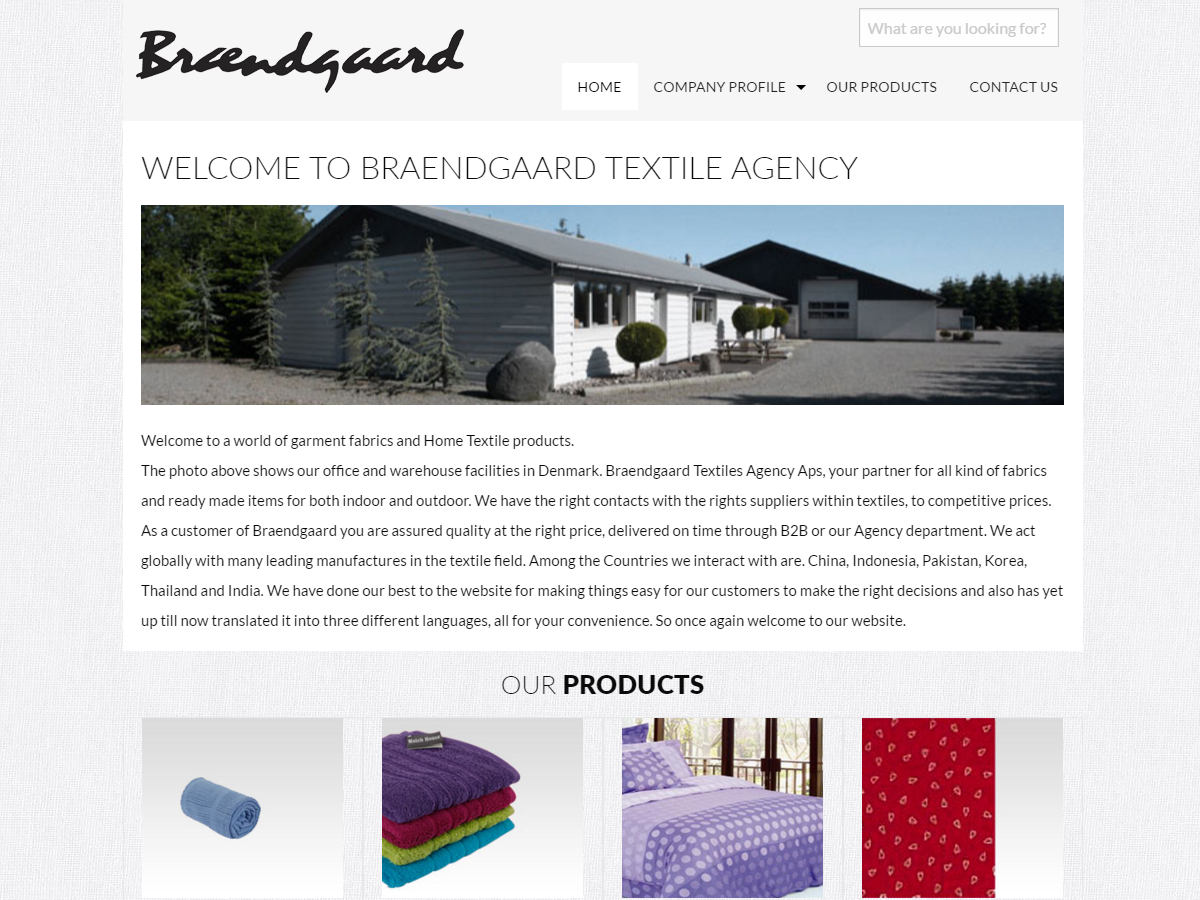 Brændgaard
What are you looking for?
HOME COMPANY PROFILE OUR PRODUCTS CONTACT US
WELCOME TO BRAENDGAARD TEXTILE AGENCY
Welcome to a world of garment fabrics and Home Textile products.
The photo above shows our office and warehouse facilities in Denmark. Braendgaard Textiles Agency Aps, your partner for all kind of fabrics
and ready made items for both indoor and outdoor. We have the right contacts with the rights suppliers within textiles, to competitive prices.
As a customer of Braendgaard you are assured quality at the right price, delivered on time through B2B or our Agency department. We act
globally with many leading manufactures in the textile field. Among the Countries we interact with are. China, Indonesia, Pakistan, Korea,
Thailand and India. We have done our best to the website for making things easy for our customers to make the right decisions and also has yet
up till now translated it into three different languages, all for your convenience. So once again welcome to our website.
OUR PRODUCTS